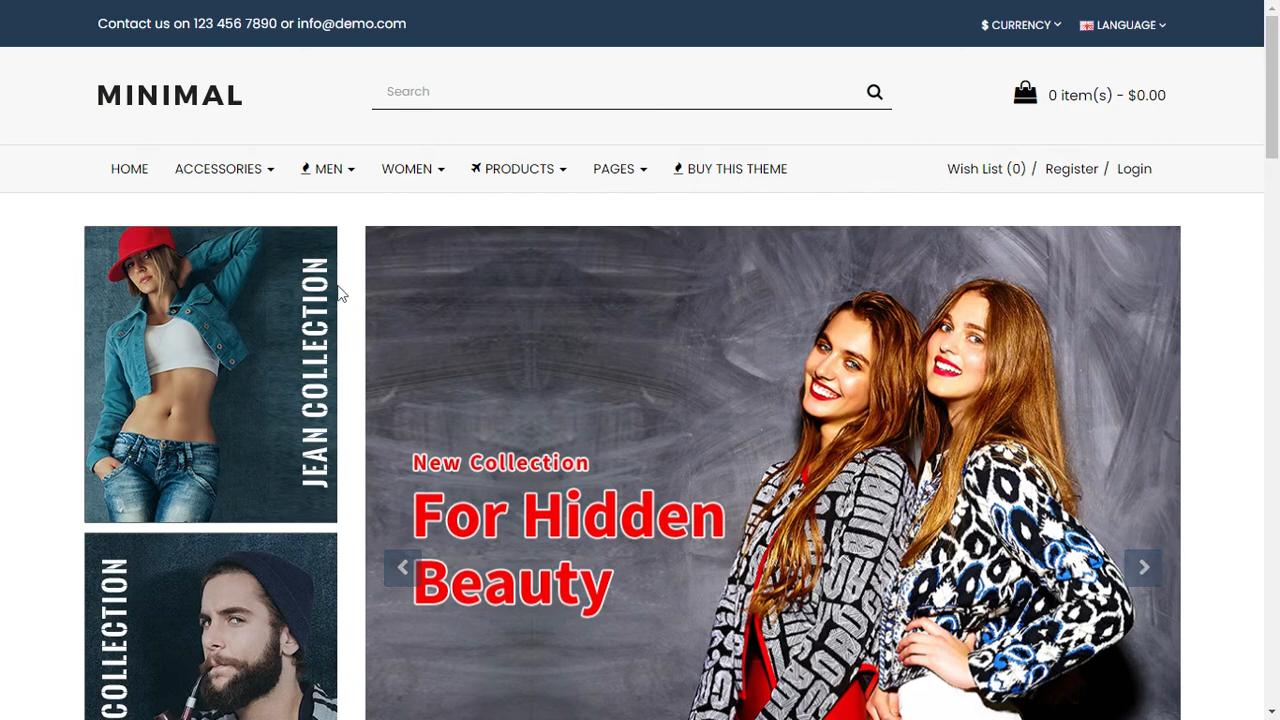 Contact us on 123 456 7890 or info@demo.com
$ CURRENCY
LANGUAGE
MINIMAL
Search
0 item(s) - $0.00
HOME
ACCESSORIES
MEN
WOMEN
PRODUCTS
PAGES
BUY THIS THEME
Wish List (0) /
Register /
Login
JEAN COLLECTION
New Collection
For Hidden
Beauty
COLLECTION